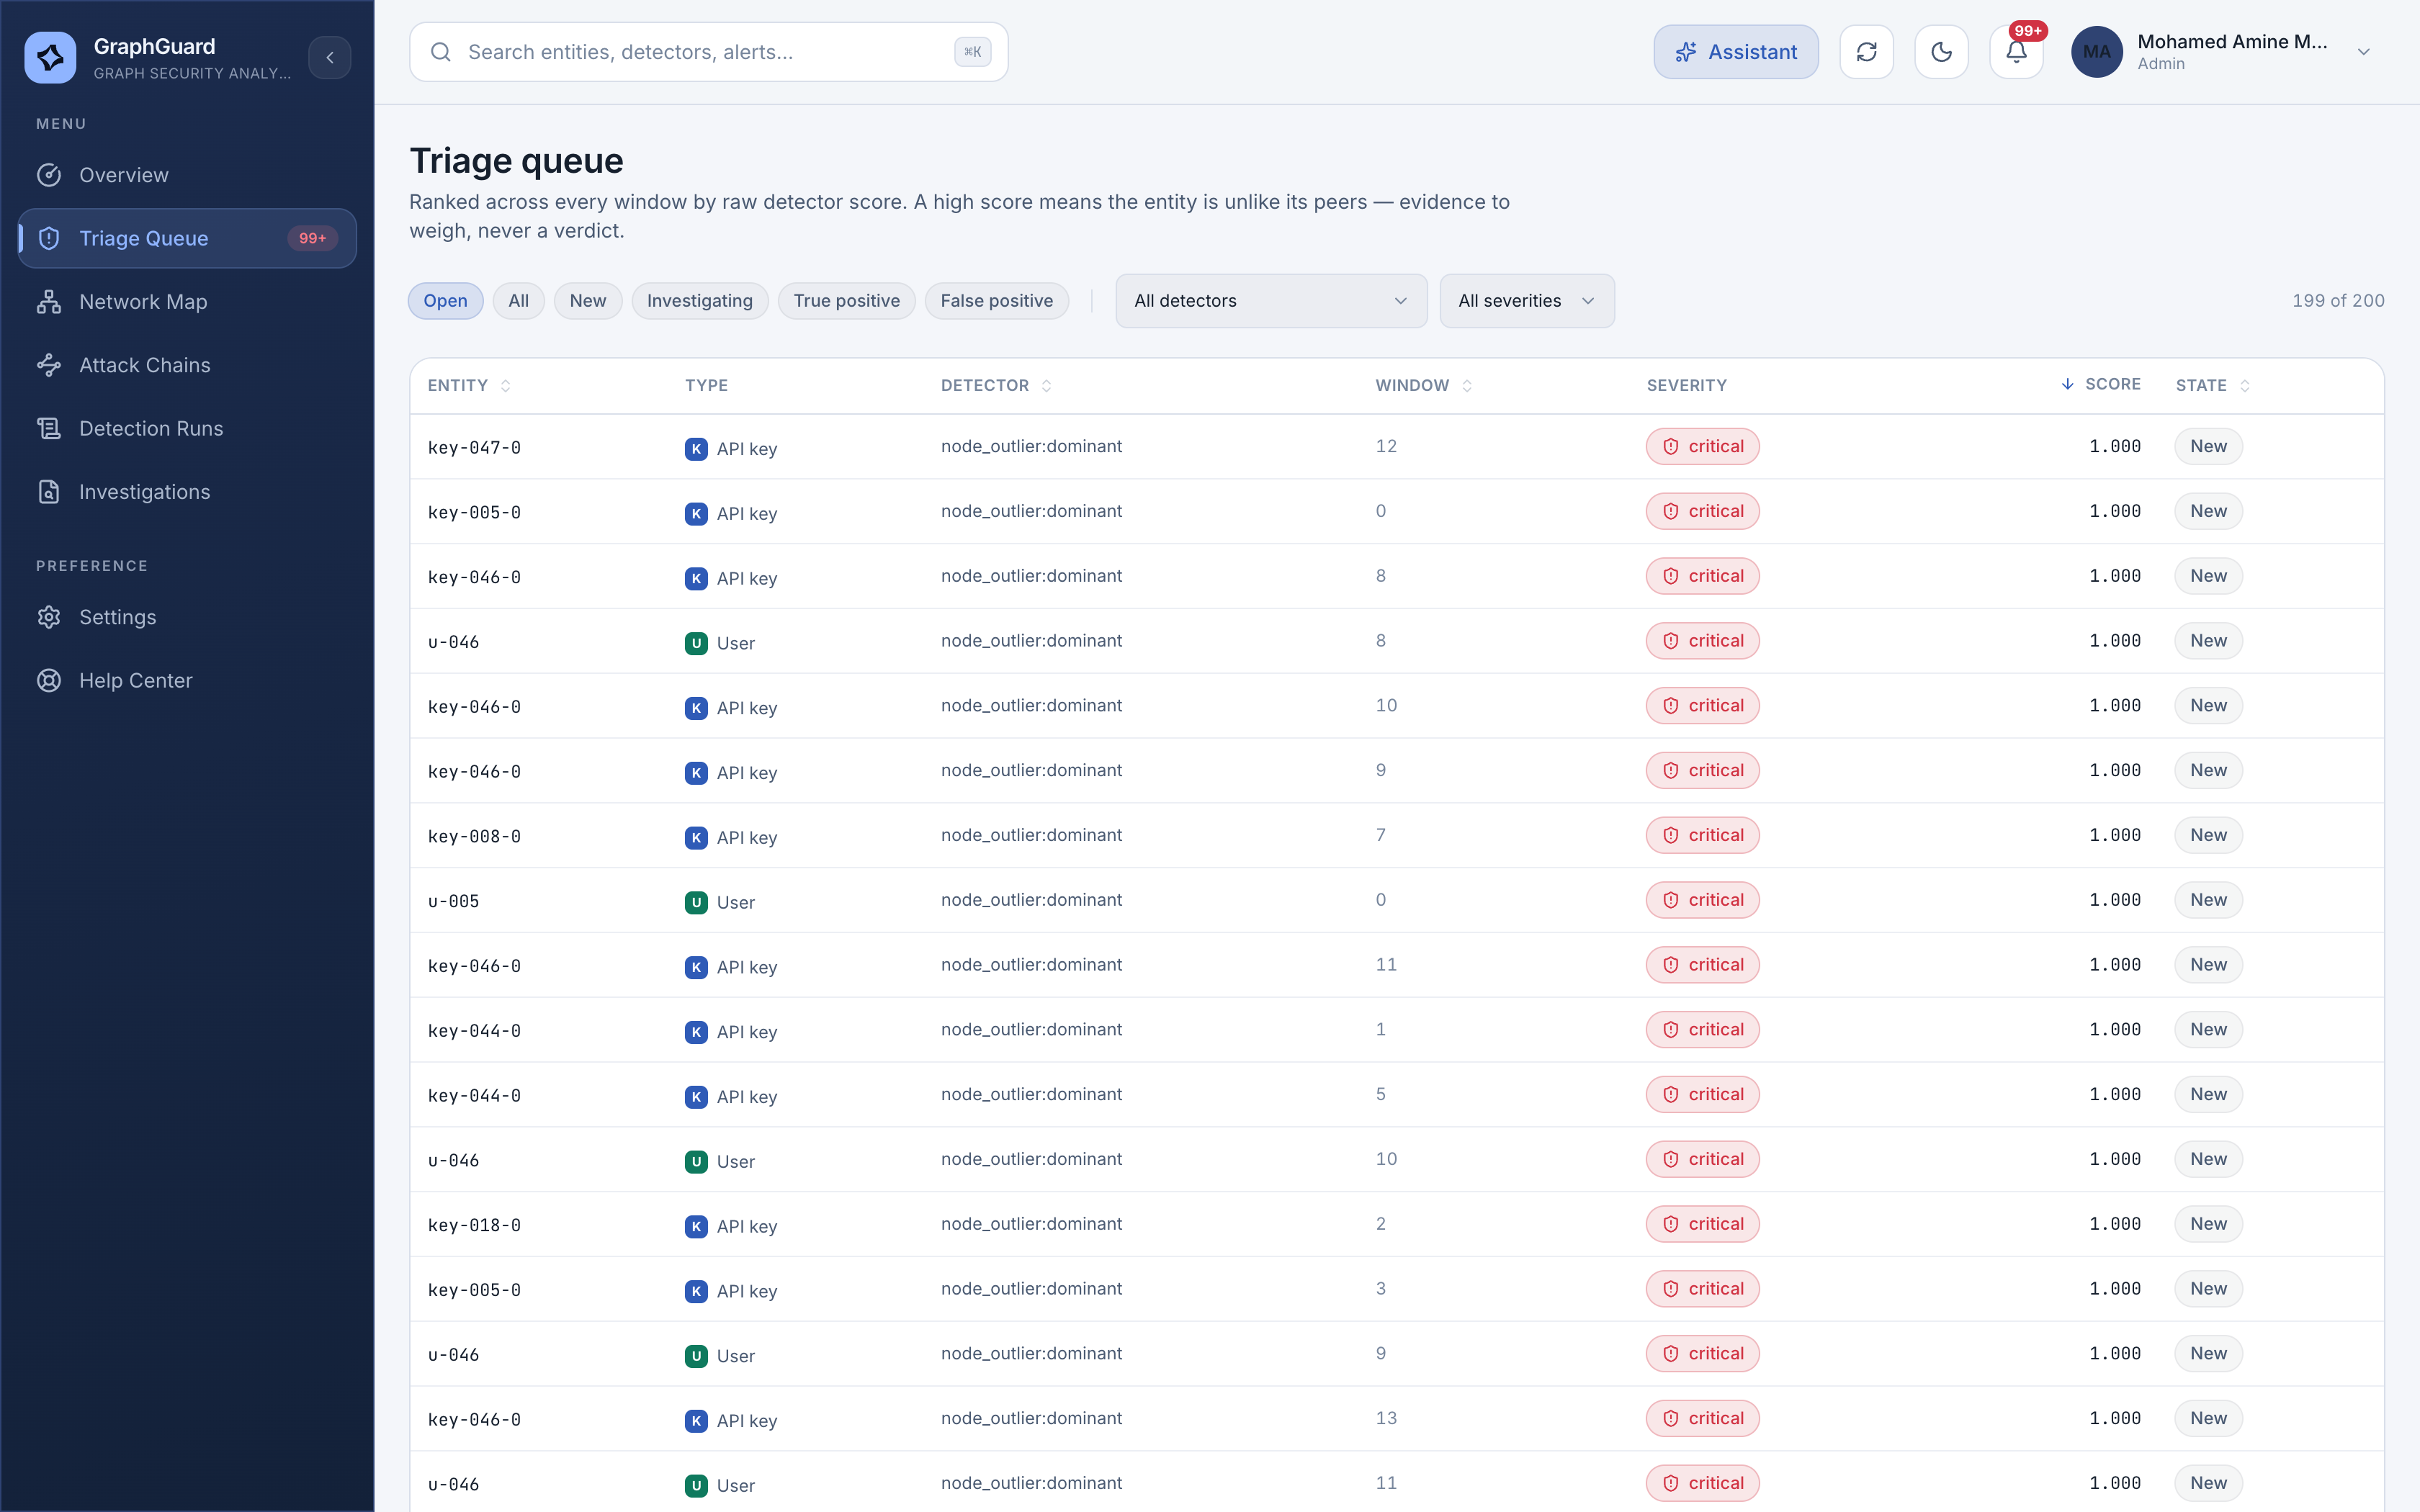 GraphGuard
GRAPH SECURITY ANALY...
MENU
Overview
Triage Queue 99+
Network Map
Attack Chains
Detection Runs
Investigations
PREFERENCE
Settings
Help Center
Search entities, detectors, alerts... ⌘K
Assistant
99+
MA
Mohamed Amine M...
Admin
Triage queue
Ranked across every window by raw detector score. A high score means the entity is unlike its peers — evidence to
weigh, never a verdict.
Open All New Investigating True positive False positive All detectors All severities 199 of 200
ENTITY TYPE DETECTOR WINDOW SEVERITY SCORE STATE
key-047-0 K API key node_outlier:dominant 12 critical 1.000 New
key-005-0 K API key node_outlier:dominant 0 critical 1.000 New
key-046-0 K API key node_outlier:dominant 8 critical 1.000 New
u-046 U User node_outlier:dominant 8 critical 1.000 New
key-046-0 K API key node_outlier:dominant 10 critical 1.000 New
key-046-0 K API key node_outlier:dominant 9 critical 1.000 New
key-008-0 K API key node_outlier:dominant 7 critical 1.000 New
u-005 U User node_outlier:dominant 0 critical 1.000 New
key-046-0 K API key node_outlier:dominant 11 critical 1.000 New
key-044-0 K API key node_outlier:dominant 1 critical 1.000 New
key-044-0 K API key node_outlier:dominant 5 critical 1.000 New
u-046 U User node_outlier:dominant 10 critical 1.000 New
key-018-0 K API key node_outlier:dominant 2 critical 1.000 New
key-005-0 K API key node_outlier:dominant 3 critical 1.000 New
u-046 U User node_outlier:dominant 9 critical 1.000 New
key-046-0 K API key node_outlier:dominant 13 critical 1.000 New
u-046 U User node_outlier:dominant 11 critical 1.000 New